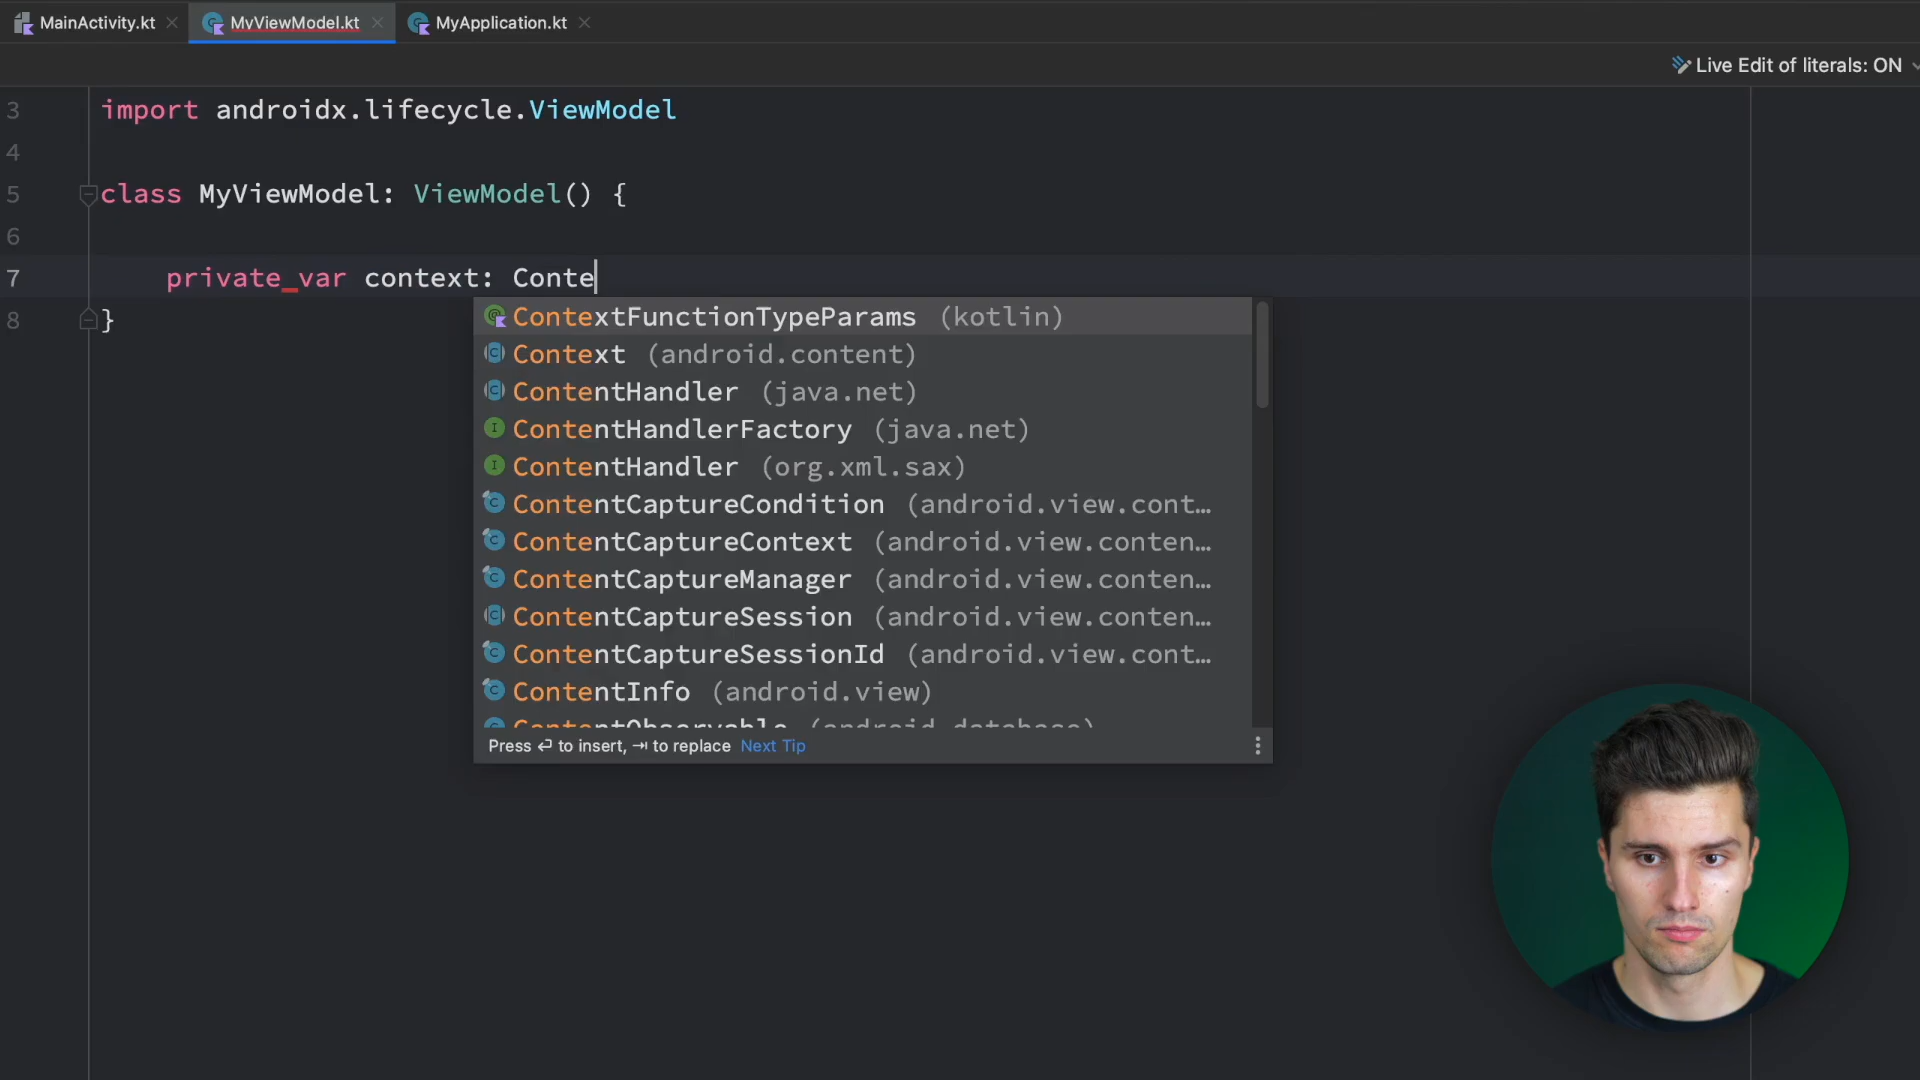 MainActivity.kt
MyViewModel.kt
MyApplication.kt
Live Edit of literals: ON
3 import androidx.lifecycle.ViewModel
4
5 class MyViewModel: ViewModel() {
6
7 private var context: Conte
8 }
ContextFunctionTypeParams (kotlin)
Context (android.content)
ContentHandler (java.net)
ContentHandlerFactory (java.net)
ContentHandler (org.xml.sax)
ContentCaptureCondition (android.view.cont…
ContentCaptureContext (android.view.conten…
ContentCaptureManager (android.view.conten…
ContentCaptureSession (android.view.conten…
ContentCaptureSessionId (android.view.cont…
ContentInfo (android.view)
ContentObservable (android.database)
Press ↵ to insert, ⇥ to replace Next Tip